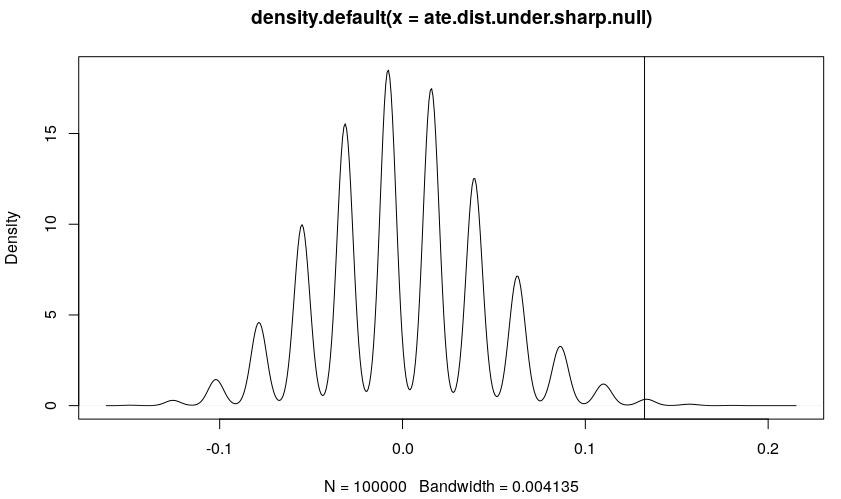 density.default(x = ate.dist.under.sharp.null)
Density
15
10
5
0
-0.1 0.0 0.1 0.2
N = 100000 Bandwidth = 0.004135